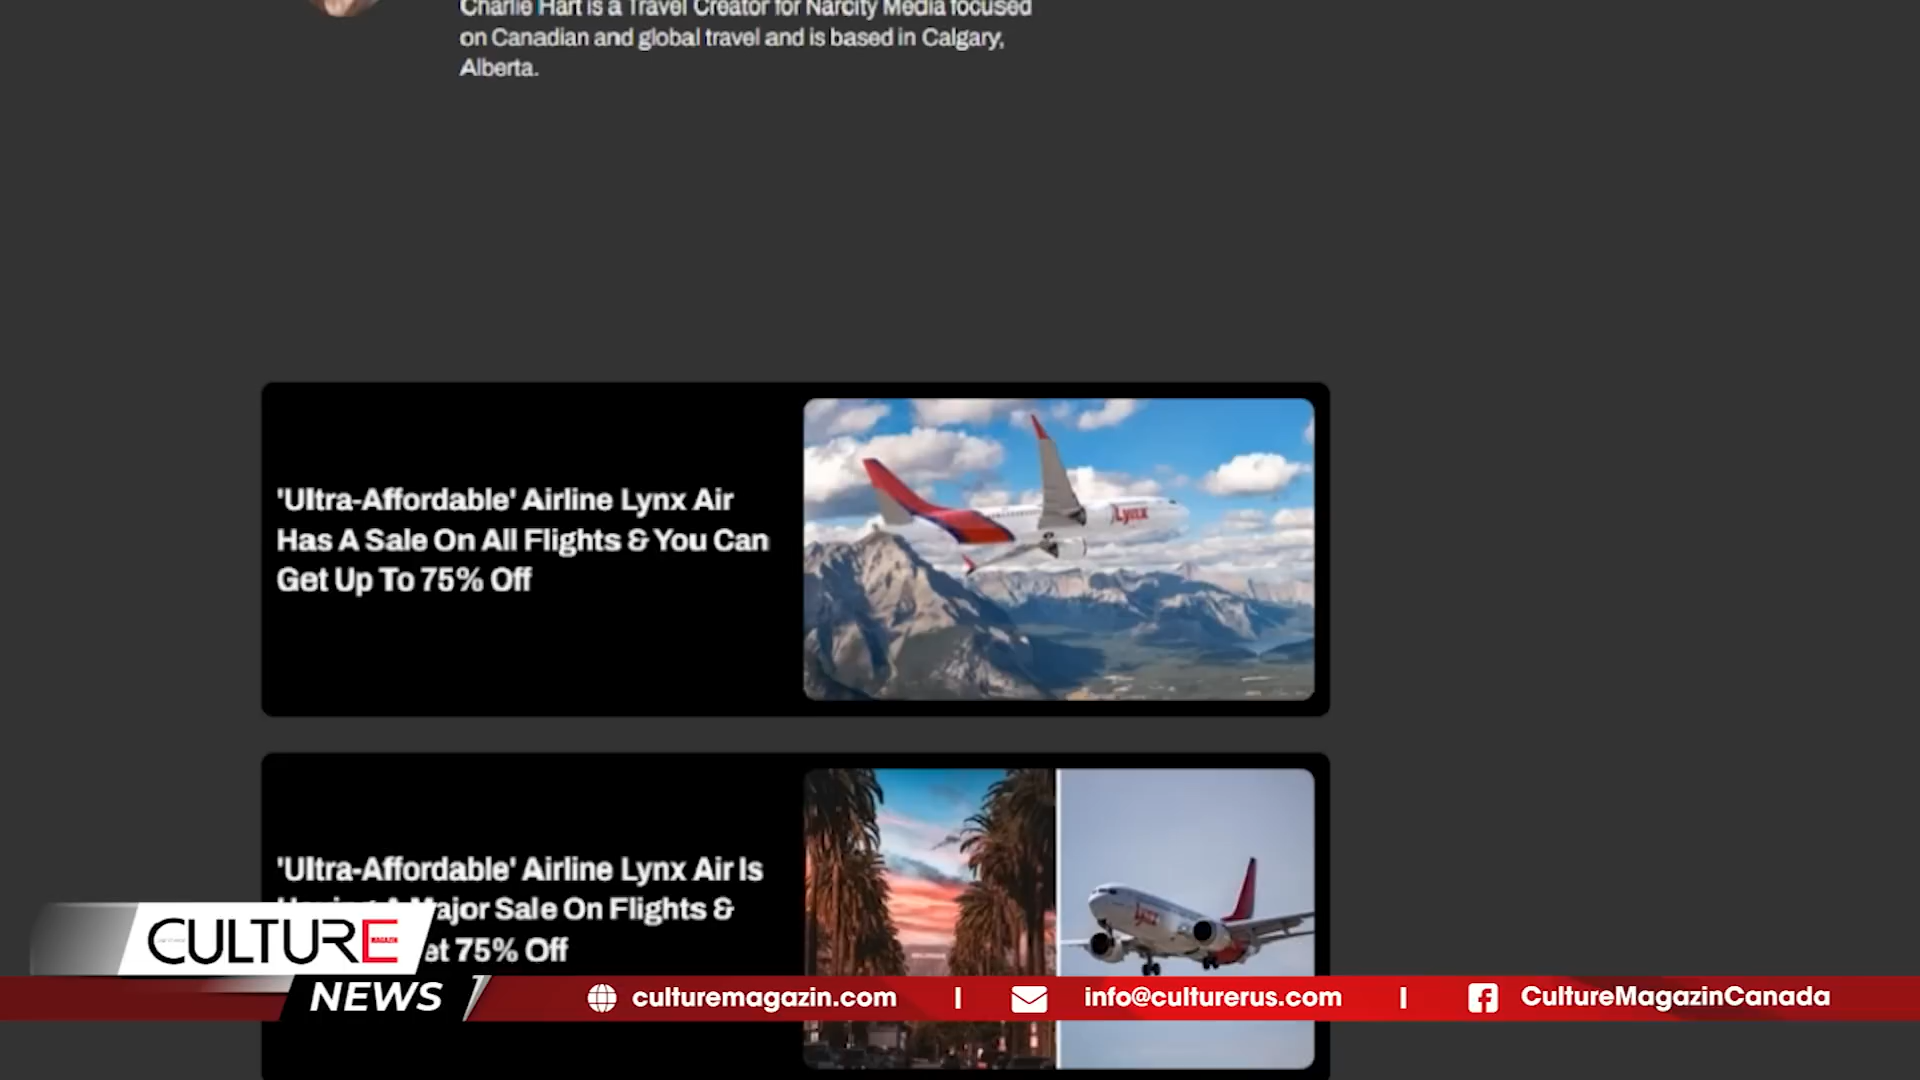 Charlie Hart is a Travel Creator for Narcity Media focused
on Canadian and global travel and is based in Calgary,
Alberta.
'Ultra-Affordable' Airline Lynx Air
Has A Sale On All Flights & You Can
Get Up To 75% Off
Lynx
'Ultra-Affordable' Airline Lynx Air Is
Major Sale On Flights &
75% Off
Lynx
CULTURE
MAGAZIN
NEWS
culturemagazin.com | info@culturerus.com | CultureMagazinCanada